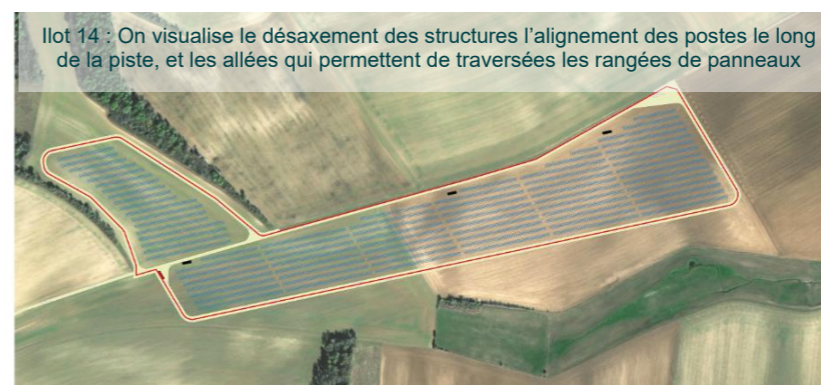 Ilot 14 : On visualise le désaxement des structures l’alignement des postes le long
de la piste, et les allées qui permettent de traversées les rangées de panneaux